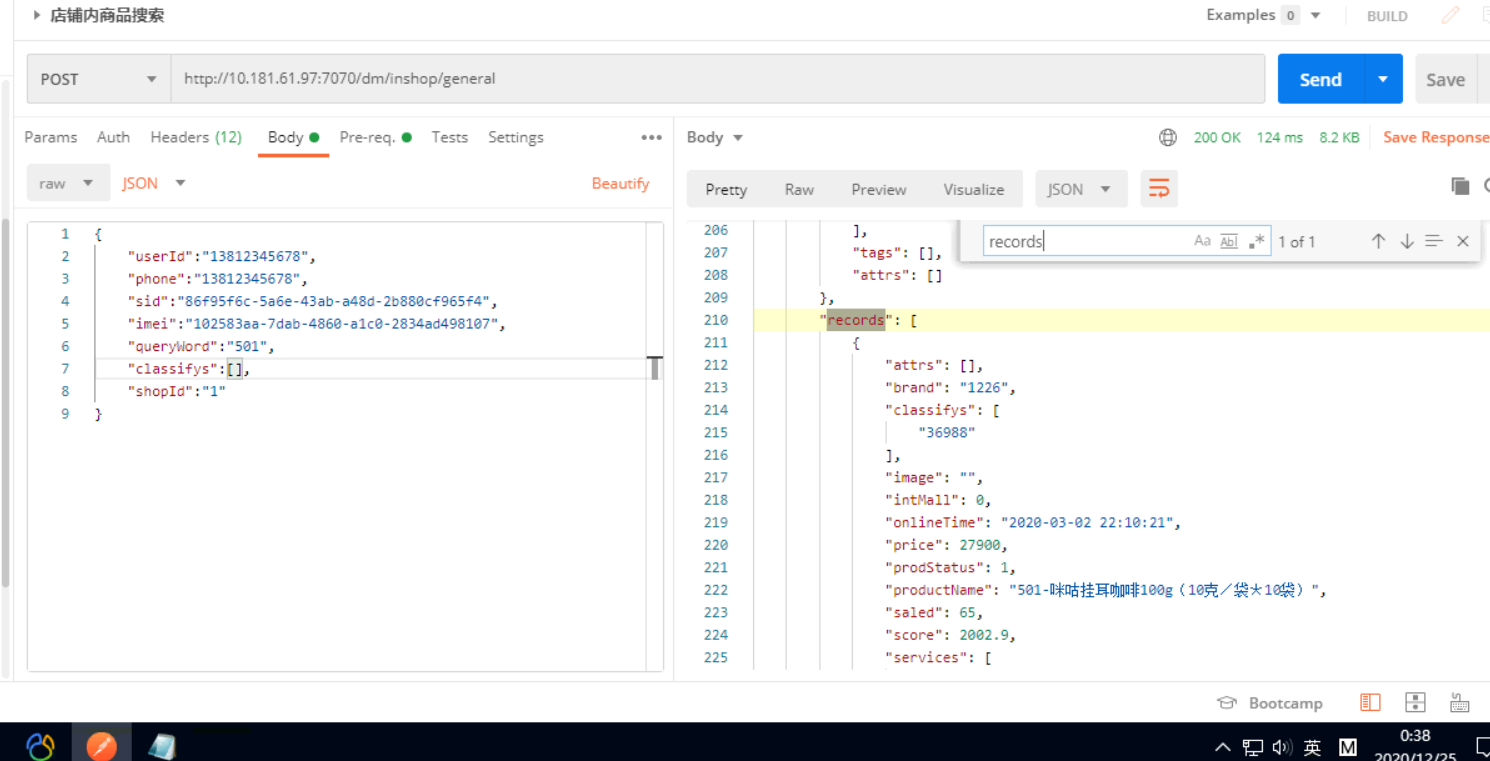 店铺内商品搜索
Examples 0 BUILD
POST http://10.181.61.97:7070/dm/inshop/general Send Save
Params Auth Headers (12) Body Pre-req. Tests Settings
raw JSON Beautify
1 {
2 "userId":"13812345678",
3 "phone":"13812345678",
4 "sid":"86f95f6c-5a6e-43ab-a48d-2b880cf965f4",
5 "imei":"102583aa-7dab-4860-a1c0-2834ad498107",
6 "queryWord":"501",
7 "classifys":[],
8 "shopId":"1"
9 }
Body 200 OK 124 ms 8.2 KB Save Response
Pretty Raw Preview Visualize JSON
records Aa Abl .* 1 of 1
206 ],
207 "tags": [],
208 "attrs": []
209 },
210 "records": [
211 {
212 "attrs": [],
213 "brand": "1226",
214 "classifys": [
215 "36988"
216 ],
217 "image": "",
218 "intMall": 0,
219 "onlineTime": "2020-03-02 22:10:21",
220 "price": 27900,
221 "prodStatus": 1,
222 "productName": "501-咪咕挂耳咖啡100g（10克／袋＊10袋）",
223 "saled": 65,
224 "score": 2002.9,
225 "services": [
Bootcamp
英 M 0:38
2020/12/25